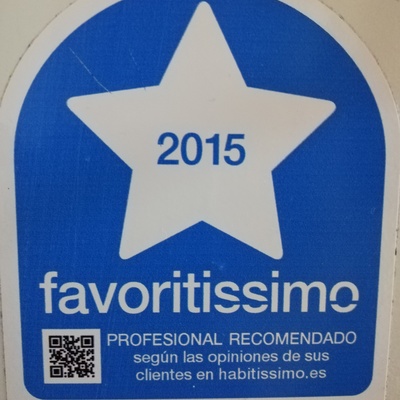 2015
favoritissimo
PROFESIONAL RECOMENDADO
según las opiniones de sus
clientes en habitissimo.es